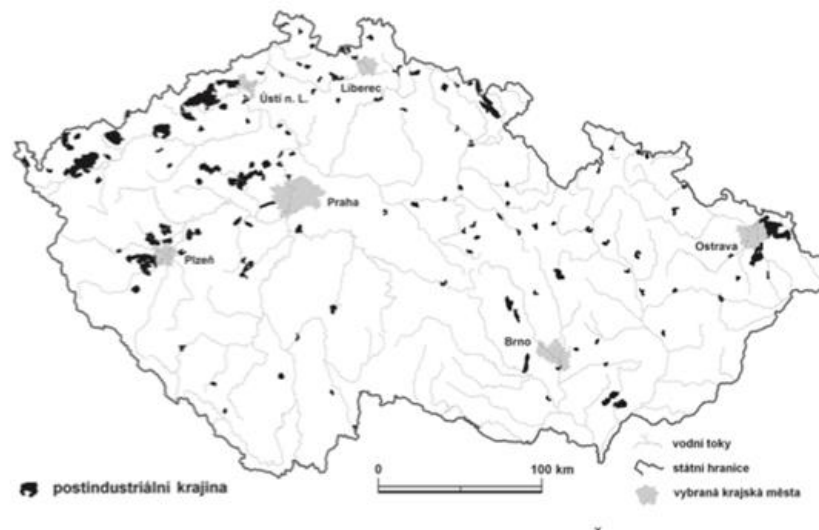 Liberec
Ústí n. L.
Praha
Plzeň
Ostrava
Brno
vodní toky
státní hranice
vybraná krajská města
0
100 km
postindustriální krajina